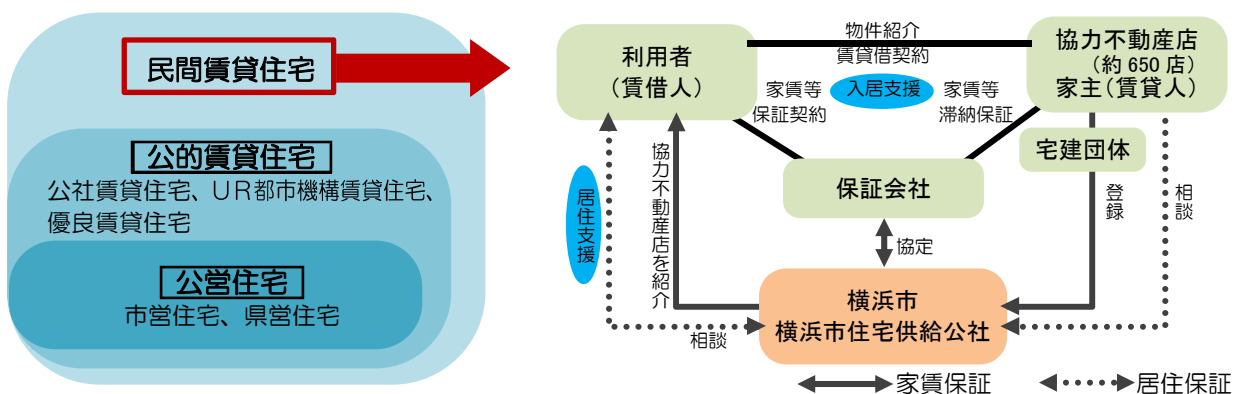 民間賃貸住宅
公的賃貸住宅
公社賃貸住宅、ＵＲ都市機構賃貸住宅、
優良賃貸住宅
公営住宅
市営住宅、県営住宅
利用者
（賃借人）
物件紹介
賃貸借契約
協力不動産店
（約 650 店）
家主（賃貸人）
家賃等
保証契約
入居支援
家賃等
滞納保証
宅建団体
保証会社
居住支援
協力不動産店を紹介
協定
登録
相談
横浜市
横浜市住宅供給公社
相談
家賃保証
居住保証